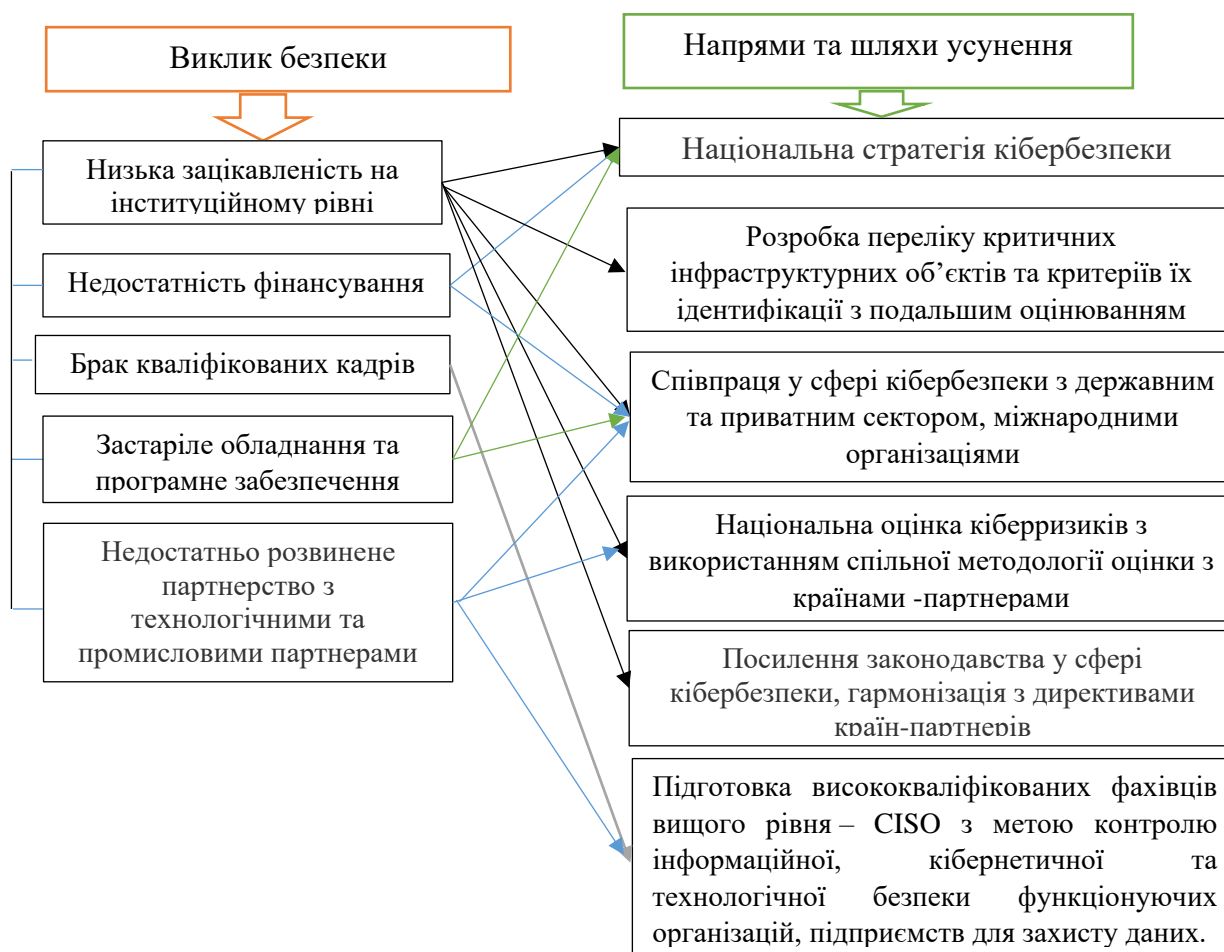 Виклик безпеки
Напрями та шляхи усунення
Низька зацікавленість на
інституційному рівні
Недостатність фінансування
Брак кваліфікованих кадрів
Застаріле обладнання та
програмне забезпечення
Недостатньо розвинене
партнерство з
технологічними та
промисловими партнерами
Національна стратегія кібербезпеки
Розробка переліку критичних
інфраструктурних об’єктів та критеріїв їх
ідентифікації з подальшим оцінюванням
Співпраця у сфері кібербезпеки з державним
та приватним сектором, міжнародними
організаціями
Національна оцінка кіберризиків з
використанням спільної методології оцінки з
країнами -партнерами
Посилення законодавства у сфері
кібербезпеки, гармонізація з директивами
країн-партнерів
Підготовка висококваліфікованих фахівців
вищого рівня – CISO з метою контролю
інформаційної, кібернетичної та
технологічної безпеки функціонуючих
організацій, підприємств для захисту даних.